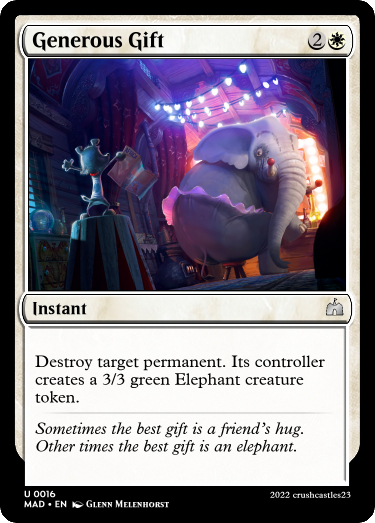 Generous Gift 2
Instant
Destroy target permanent. Its controller
creates a 3/3 green Elephant creature
token.
Sometimes the best gift is a friend's hug.
Other times the best gift is an elephant.
U 0016
MAD • EN Glenn Melenhorst
2022 crushcastles23